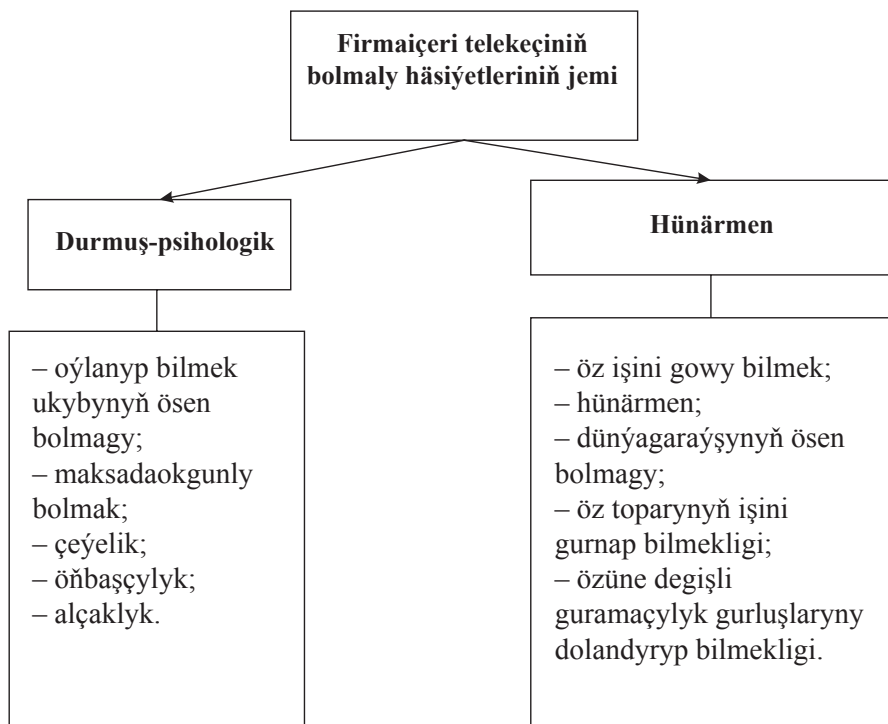 Firmaiçeri telekeçiniň
bolmaly häsiýetleriniň jemi
Durmuş-psihologik
– oýlanyp bilmek
ukybynyň ösen
bolmagy;
– maksadaokgunly
bolmak;
– çeýelik;
– öňbaşçylyk;
– alçaklyk.
Hünärmen
– öz işini gowy bilmek;
– hünärmen;
– dünýagaraýşynyň ösen
bolmagy;
– öz toparynyň işini
gurnap bilmekligi;
– özüne degişli
guramaçylyk gurluşlaryny
dolandyryp bilmekligi.